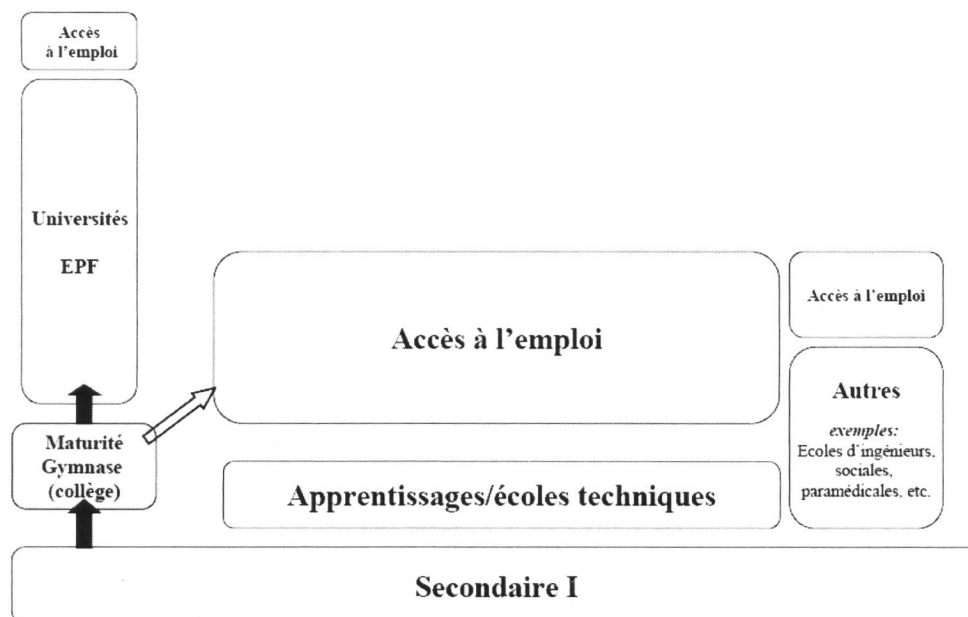 Accès
à l'emploi
Universités
EPF
Accès à l'emploi
Accès à l'emploi
Autres
exemples:
Ecoles d'ingénieurs,
sociales,
paramédicales, etc.
Maturité
Gymnase
(collège)
Apprentissages/écoles techniques
Secondaire I